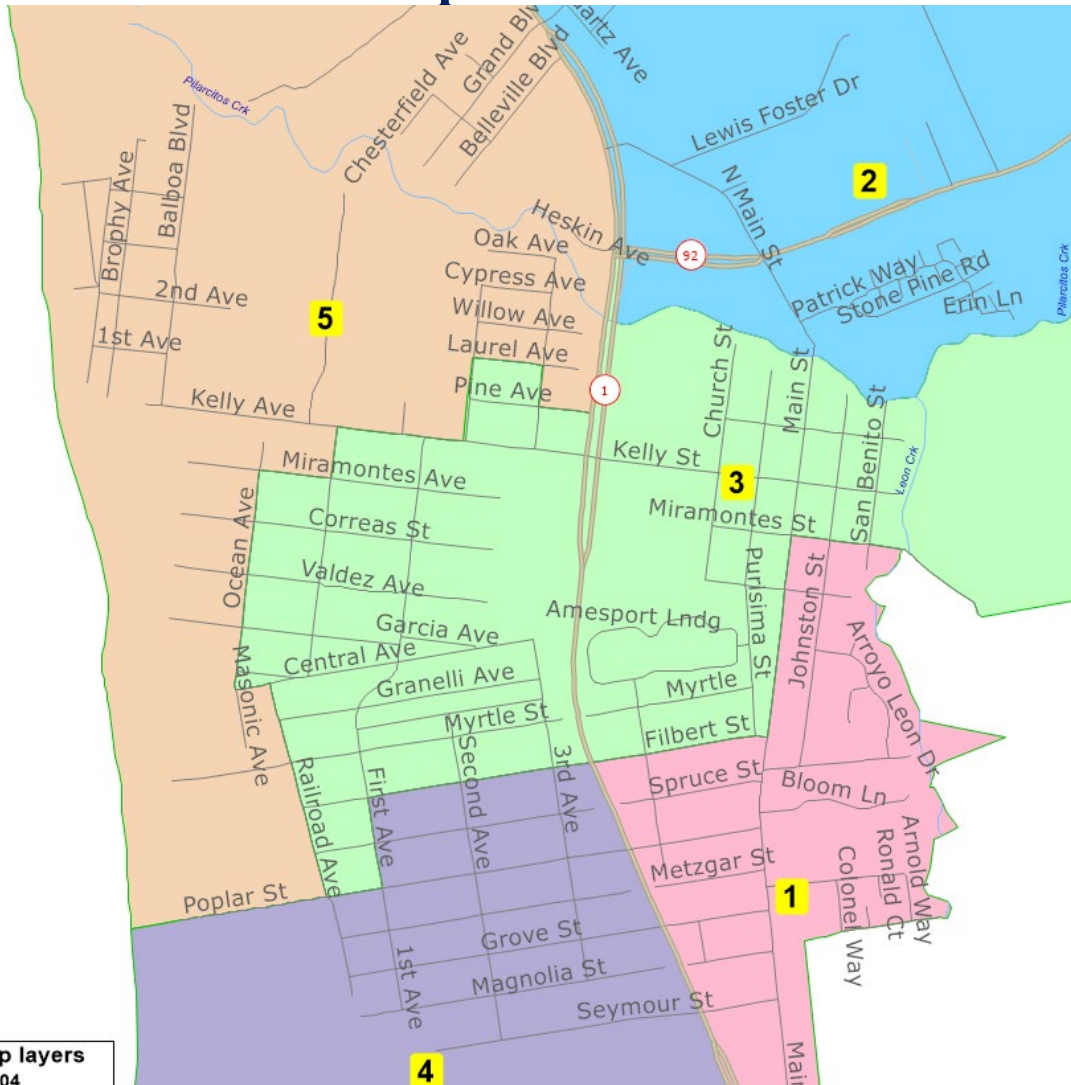 Grand Blv
artz Ave
Belleville Blvd
Chesterfield Ave
Pilarcitos Crk
Lewis Foster Dr
Balboa Blvd
Brophy Ave
2
N Main St
Heskin Ave
Oak Ave
92
Cypress Ave
Patrick Way
Stone Pine Rd
Erin Ln
Pilarcitos Crk
2nd Ave
5
Willow Ave
1st Ave
Laurel Ave
Church St
Main St
Pine Ave
1
Kelly Ave
San Benito St
Kelly St
Miramontes Ave
Leon Crk
3
Ocean Ave
Correas St
Miramontes St
Valdez Ave
Purisima St
Johnston St
Amesport Lndg
Garcia Ave
Central Ave
Arroyo Leon Dr
Masonic Ave
Granelli Ave
Myrtle
Myrtle St
Filbert St
Railroad Ave
First Ave
Second Ave
3rd Ave
Spruce St
Bloom Ln
Metzgar St
Arnold Way
Ronald Ct
Colonel Way
1
Poplar St
1st Ave
Grove St
Magnolia St
Seymour St
Main
p layers
04
4